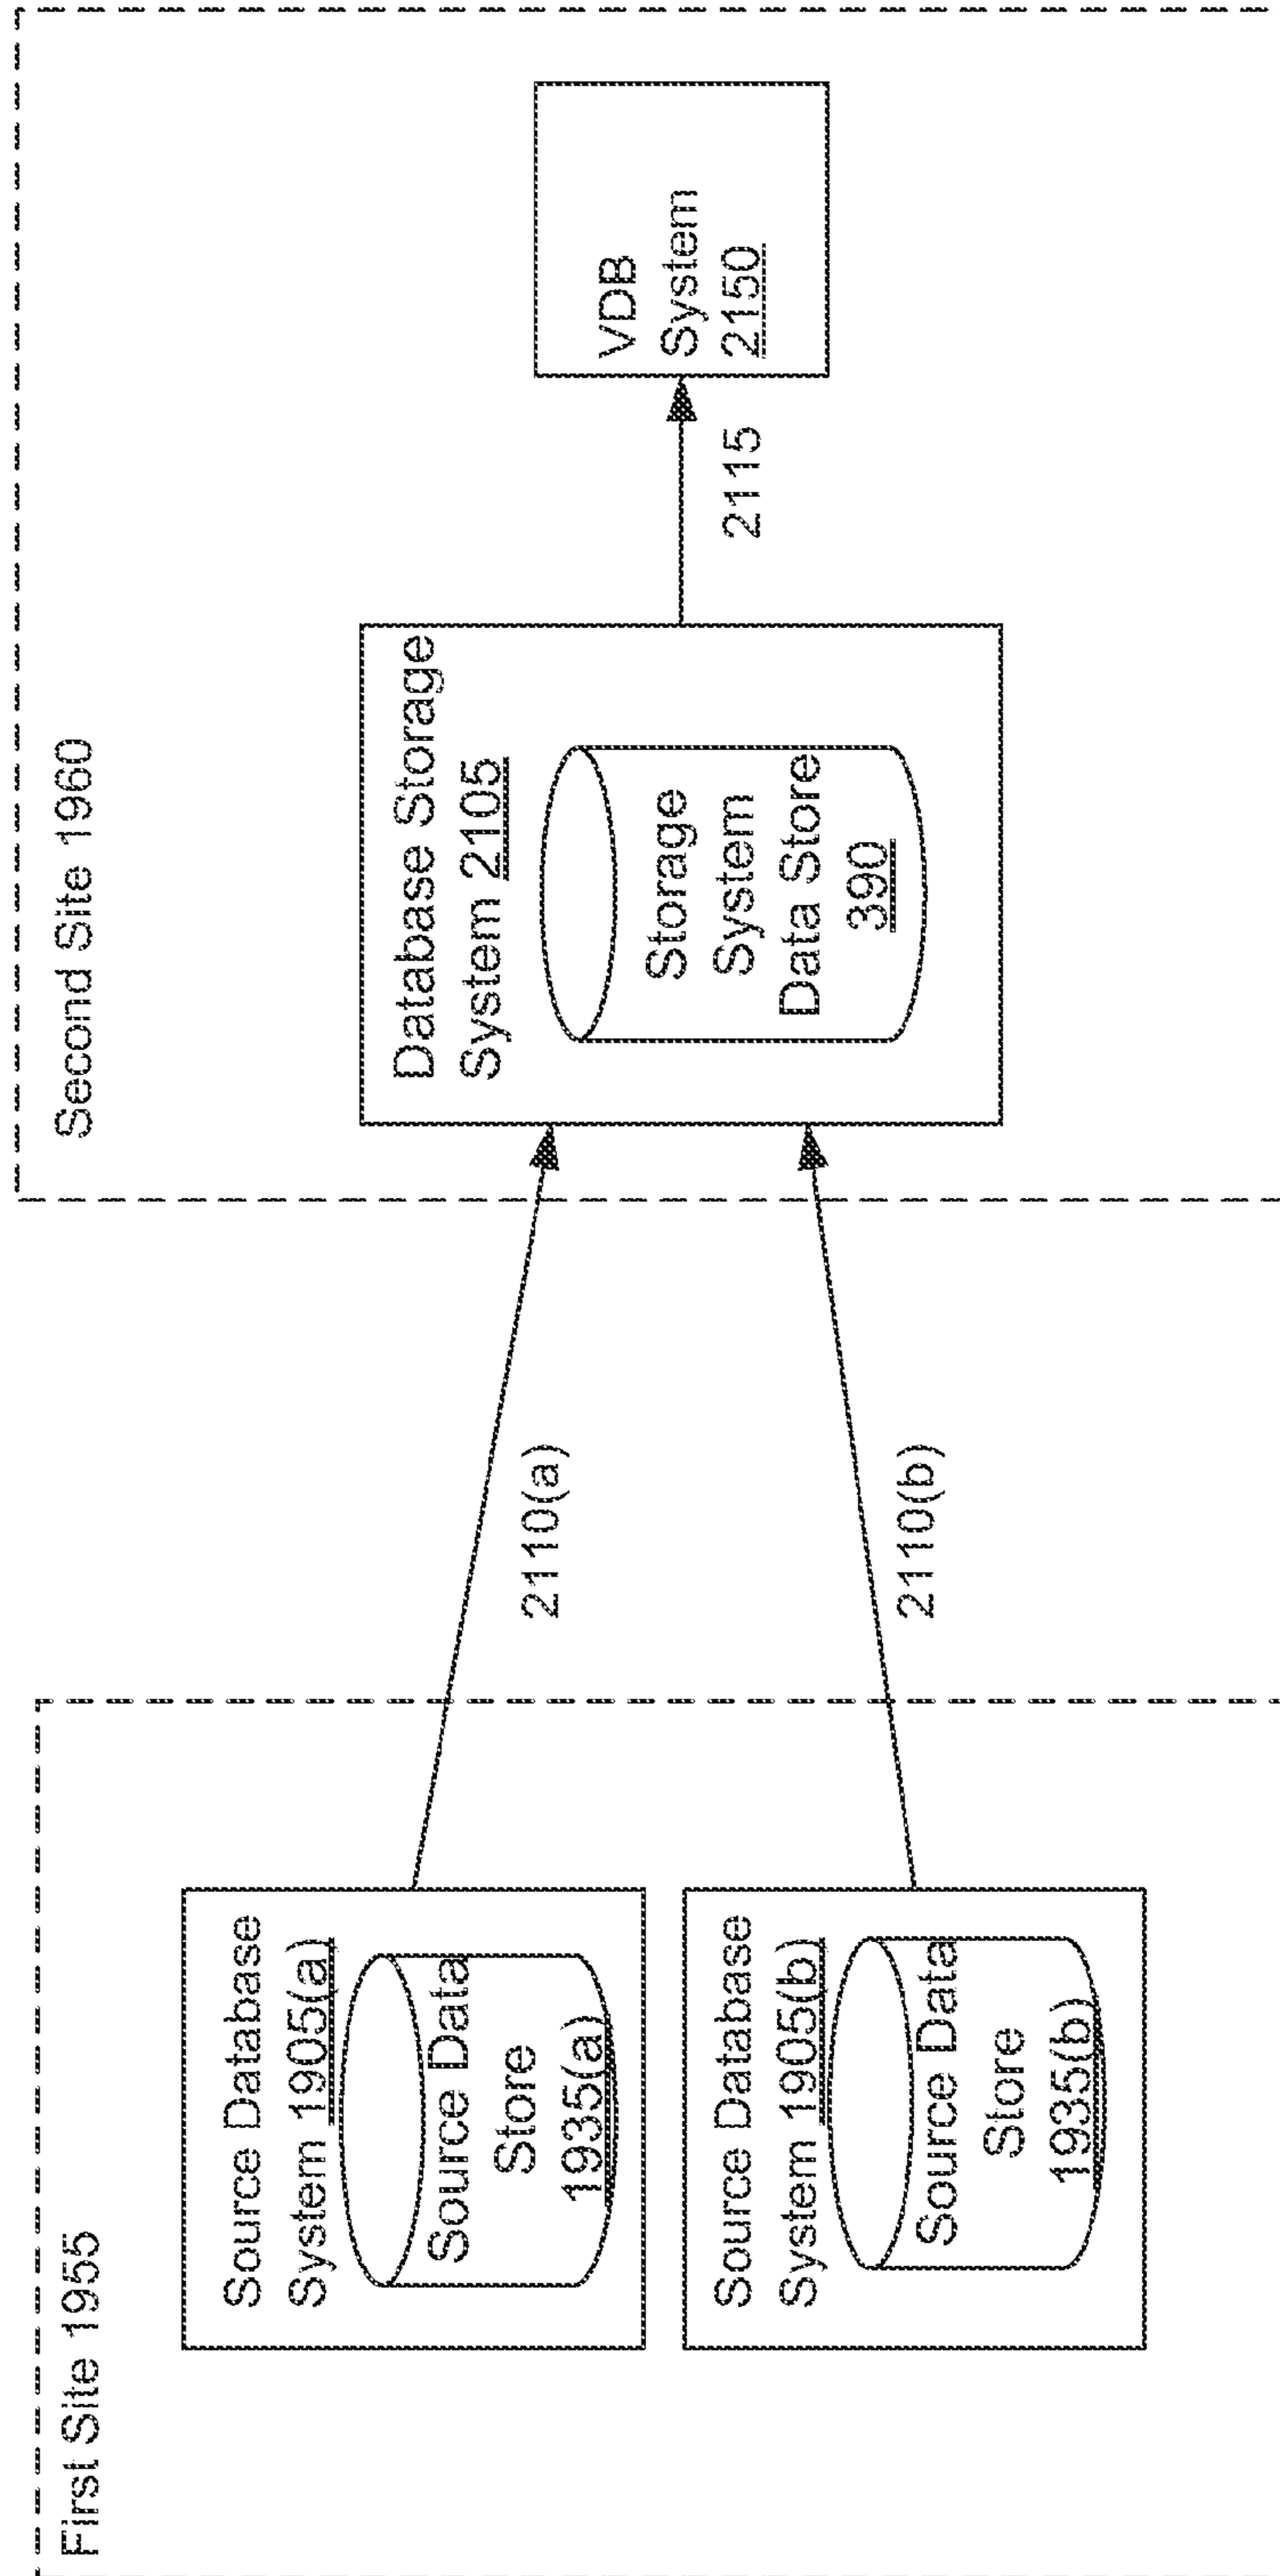 First Site 1955
Source Database
System 1905(a)
Source Data
Store
1935(a)
Source Database
System 1905(b)
Source Data
Store
1935(b)
2110(a)
2110(b)
Second Site 1960
Database Storage
System 2105
Storage
System
Data Store
390
2115
VDB
System
2150